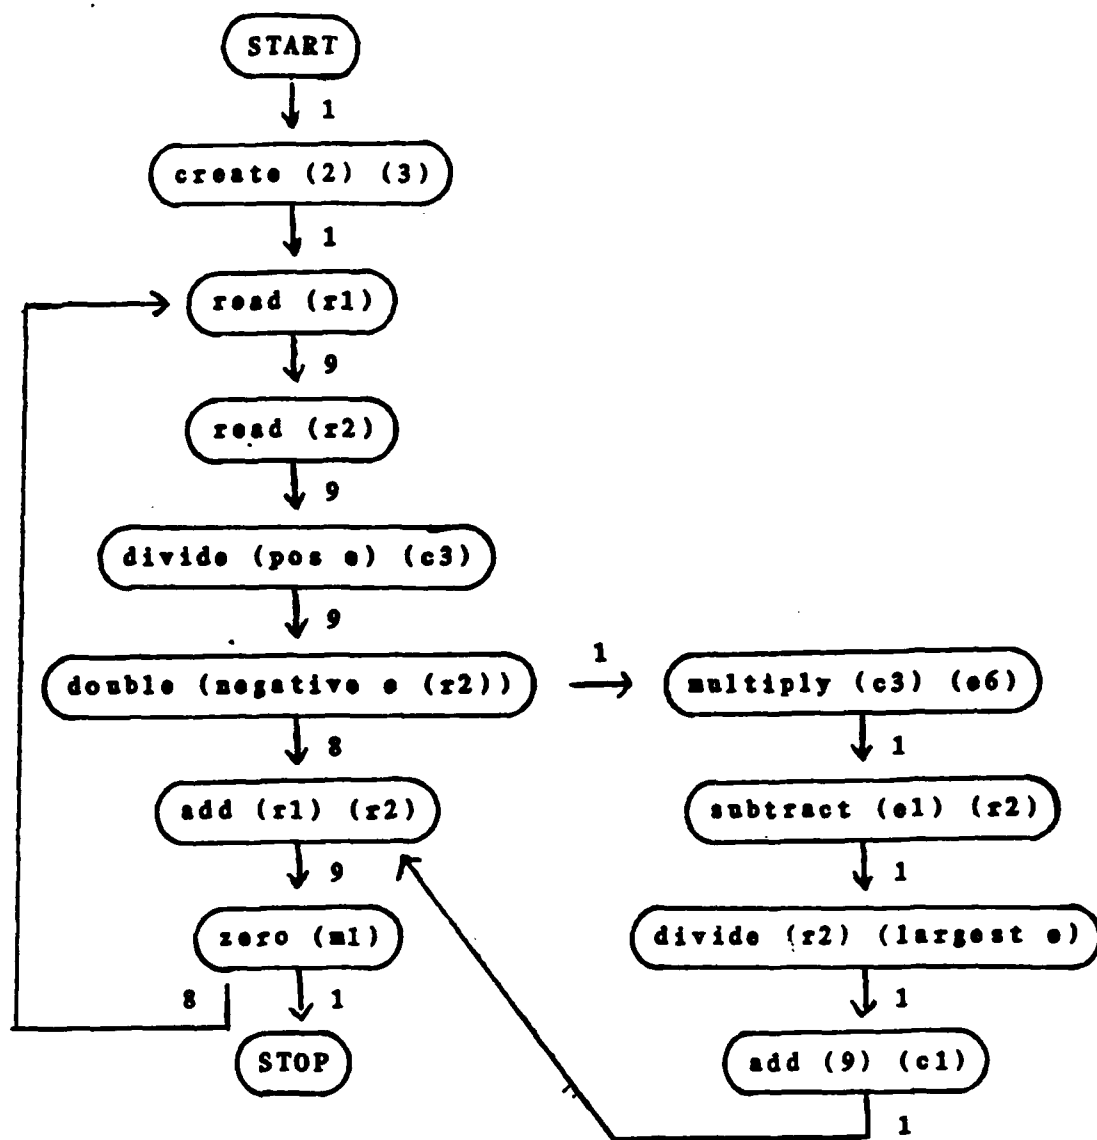 START
1
create (2) (3)
1
read (r1)
9
read (r2)
9
divide (pos e) (c3)
9
double (negative e (r2))
1
8
add (r1) (r2)
9
zero (m1)
8
1
STOP
multiply (c3) (e6)
1
subtract (e1) (r2)
1
divide (r2) (largest e)
1
add (9) (c1)
1